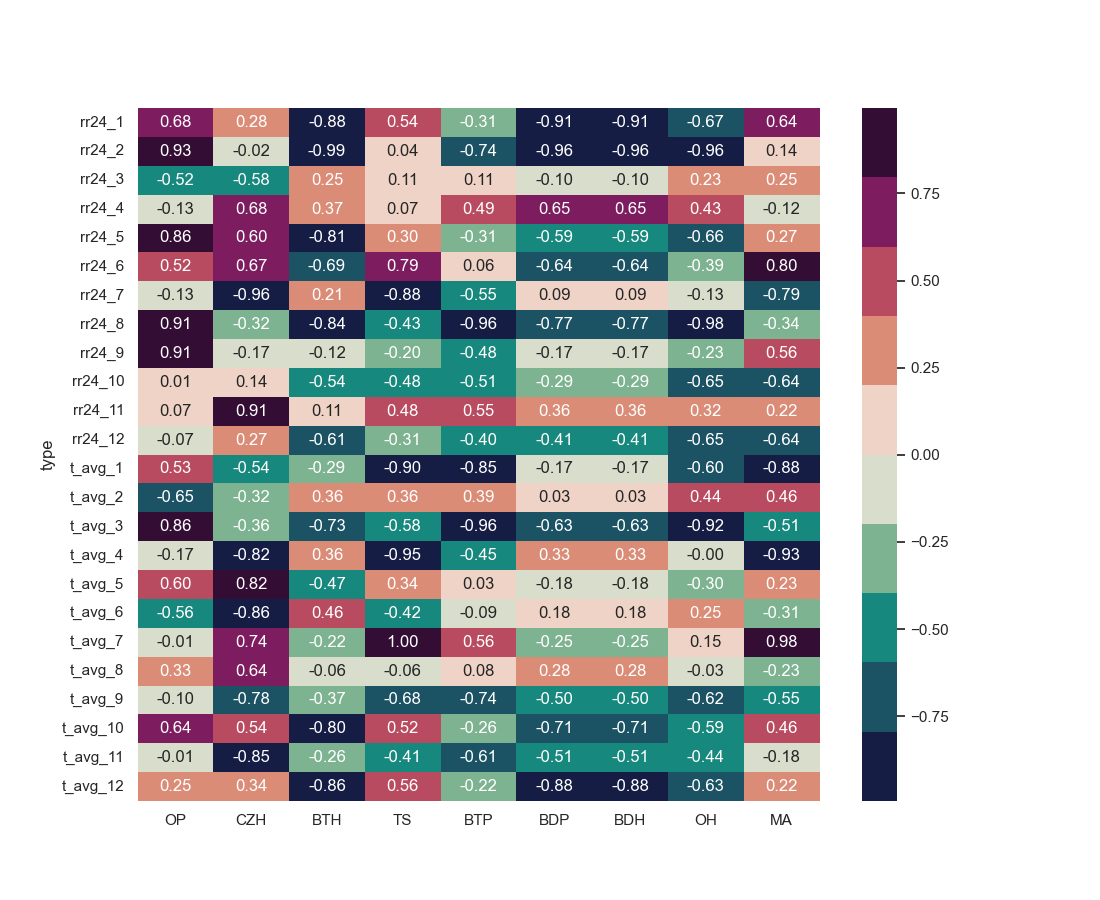 rr24_1 0.68 0.28 -0.88 0.54 -0.31 -0.91 -0.91 -0.67 0.64
rr24_2 0.93 -0.02 -0.99 0.04 -0.74 -0.96 -0.96 -0.96 0.14
rr24_3 -0.52 -0.58 0.25 0.11 0.11 -0.10 -0.10 0.23 0.25
rr24_4 -0.13 0.68 0.37 0.07 0.49 0.65 0.65 0.43 -0.12
rr24_5 0.86 0.60 -0.81 0.30 -0.31 -0.59 -0.59 -0.66 0.27
rr24_6 0.52 0.67 -0.69 0.79 0.06 -0.64 -0.64 -0.39 0.80
rr24_7 -0.13 -0.96 0.21 -0.88 -0.55 0.09 0.09 -0.13 -0.79
rr24_8 0.91 -0.32 -0.84 -0.43 -0.96 -0.77 -0.77 -0.98 -0.34
rr24_9 0.91 -0.17 -0.12 -0.20 -0.48 -0.17 -0.17 -0.23 0.56
rr24_10 0.01 0.14 -0.54 -0.48 -0.51 -0.29 -0.29 -0.65 -0.64
rr24_11 0.07 0.91 0.11 0.48 0.55 0.36 0.36 0.32 0.22
rr24_12 -0.07 0.27 -0.61 -0.31 -0.40 -0.41 -0.41 -0.65 -0.64
t_avg_1 0.53 -0.54 -0.29 -0.90 -0.85 -0.17 -0.17 -0.60 -0.88
t_avg_2 -0.65 -0.32 0.36 0.36 0.39 0.03 0.03 0.44 0.46
t_avg_3 0.86 -0.36 -0.73 -0.58 -0.96 -0.63 -0.63 -0.92 -0.51
t_avg_4 -0.17 -0.82 0.36 -0.95 -0.45 0.33 0.33 -0.00 -0.93
t_avg_5 0.60 0.82 -0.47 0.34 0.03 -0.18 -0.18 -0.30 0.23
t_avg_6 -0.56 -0.86 0.46 -0.42 -0.09 0.18 0.18 0.25 -0.31
t_avg_7 -0.01 0.74 -0.22 1.00 0.56 -0.25 -0.25 0.15 0.98
t_avg_8 0.33 0.64 -0.06 -0.06 0.08 0.28 0.28 -0.03 -0.23
t_avg_9 -0.10 -0.78 -0.37 -0.68 -0.74 -0.50 -0.50 -0.62 -0.55
t_avg_10 0.64 0.54 -0.80 0.52 -0.26 -0.71 -0.71 -0.59 0.46
t_avg_11 -0.01 -0.85 -0.26 -0.41 -0.61 -0.51 -0.51 -0.44 -0.18
t_avg_12 0.25 0.34 -0.86 0.56 -0.22 -0.88 -0.88 -0.63 0.22
OP CZH BTH TS BTP BDP BDH OH MA
type
0.75
0.50
0.25
0.00
−0.25
−0.50
−0.75